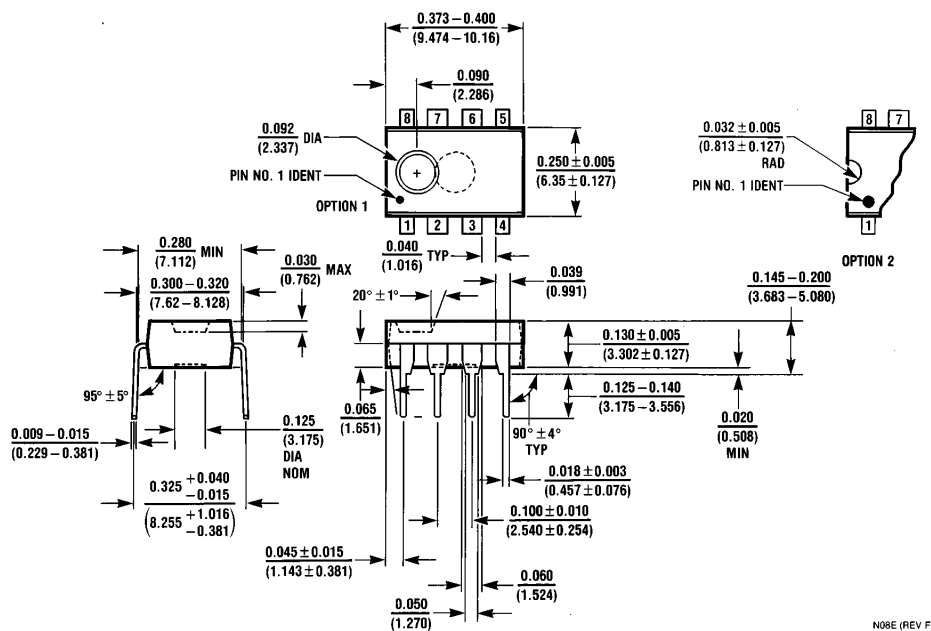 0.373 – 0.400
(9.474 – 10.16)
0.090
(2.286)
8 7 6 5
0.092 DIA
(2.337)
PIN NO. 1 IDENT
OPTION 1
1 2 3 4
0.250 ± 0.005
(6.35 ± 0.127)
8 7
0.032 ± 0.005
(0.813 ± 0.127)
RAD
PIN NO. 1 IDENT
1
OPTION 2
0.280 MIN
(7.112)
0.300 – 0.320
(7.62 – 8.128)
0.030 MAX
(0.762)
0.040 TYP
(1.016)
0.039
(0.991)
20° ± 1°
0.145 – 0.200
(3.683 – 5.080)
0.130 ± 0.005
(3.302 ± 0.127)
0.125 – 0.140
(3.175 – 3.556)
0.020
(0.508)
MIN
95° ± 5°
0.009 – 0.015
(0.229 – 0.381)
0.125
(3.175)
DIA
NOM
0.065
(1.651)
90° ± 4°
TYP
0.018 ± 0.003
(0.457 ± 0.076)
0.325 +0.040
−0.015
(8.255 +1.016
−0.381)
0.100 ± 0.010
(2.540 ± 0.254)
0.045 ± 0.015
(1.143 ± 0.381)
0.060
(1.524)
0.050
(1.270)
N08E (REV F